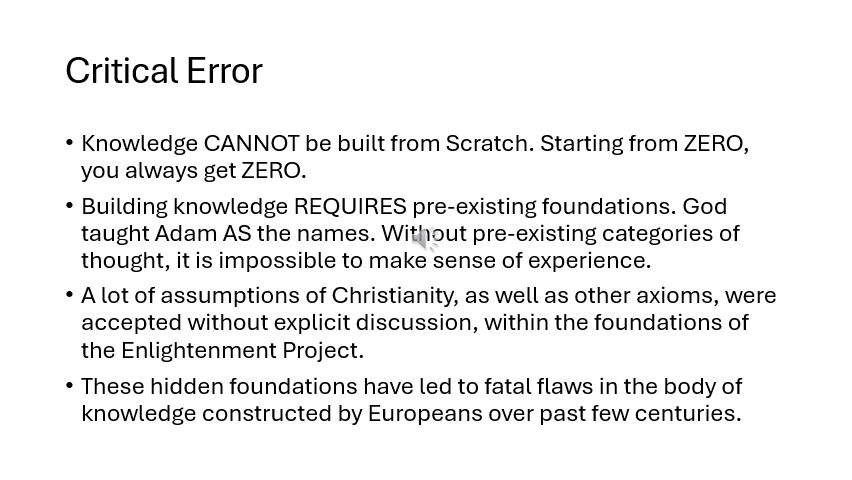 Critical Error
• Knowledge CANNOT be built from Scratch. Starting from ZERO,
you always get ZERO.
• Building knowledge REQUIRES pre-existing foundations. God
taught Adam AS the names. Without pre-existing categories of
thought, it is impossible to make sense of experience.
• A lot of assumptions of Christianity, as well as other axioms, were
accepted without explicit discussion, within the foundations of
the Enlightenment Project.
• These hidden foundations have led to fatal flaws in the body of
knowledge constructed by Europeans over past few centuries.